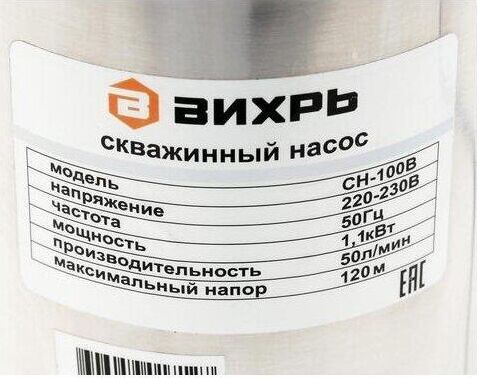 ВИХРЬ
скважинный насос
модель СН-100В
напряжение 220-230В
частота 50Гц
мощность 1,1кВт
производительность 50л/мин
максимальный напор 120 м
ЕАС